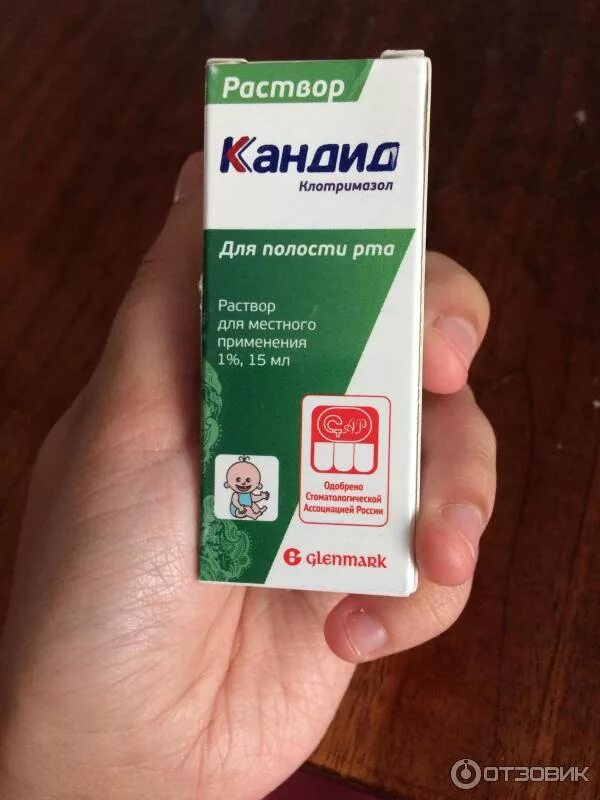 Раствор
Кандид
Клотримазол
Для полости рта
Раствор
для местного
применения
1%, 15 мл
СтАР
Одобрено
Стоматологической
Ассоциацией России
G glenmark
ОТЗОВИК